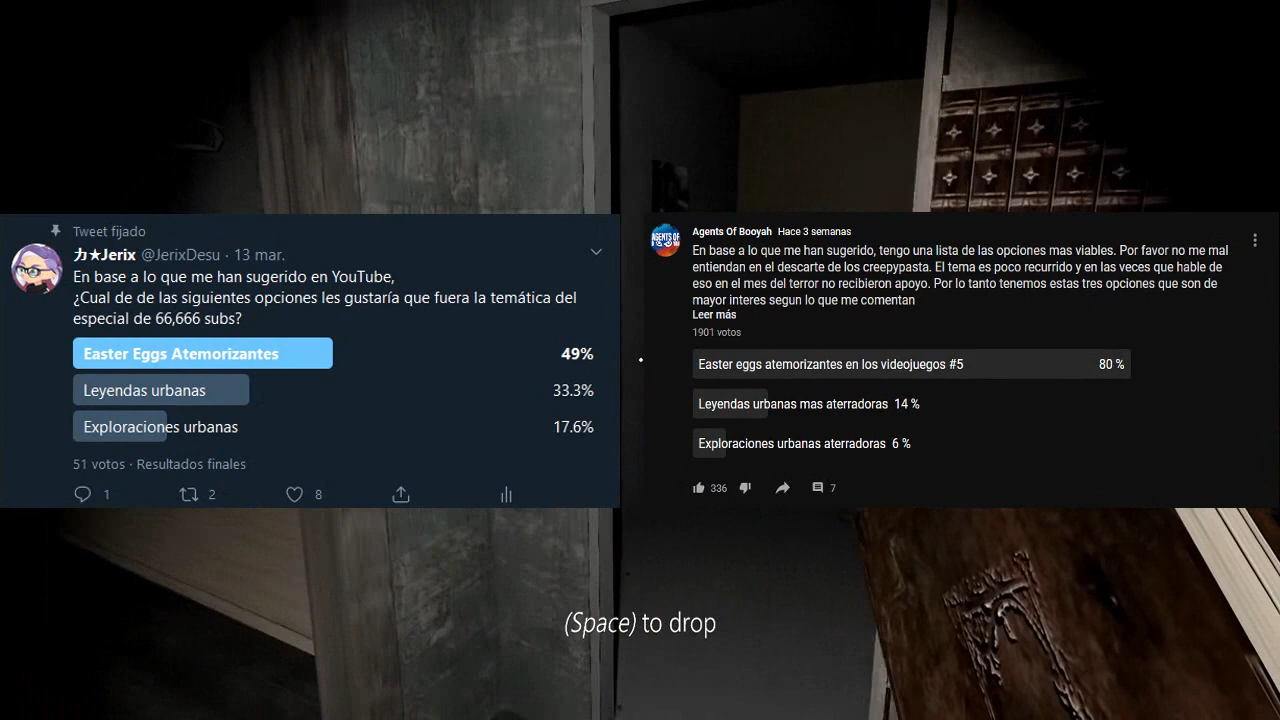 Tweet fijado
力★Jerix @JerixDesu · 13 mar.
En base a lo que me han sugerido en YouTube,
¿Cual de de las siguientes opciones les gustaría que fuera la temática del
especial de 66,666 subs?
Easter Eggs Atemorizantes 49%
Leyendas urbanas 33.3%
Exploraciones urbanas 17.6%
51 votos · Resultados finales
1 2 8
AGENTS OF
Agents Of Booyah Hace 3 semanas
En base a lo que me han sugerido, tengo una lista de las opciones mas viables. Por favor no me mal
entiendan en el descarte de los creepypasta. El tema es poco recurrido y en las veces que hable de
eso en el mes del terror no recibieron apoyo. Por lo tanto tenemos estas tres opciones que son de
mayor interes segun lo que me comentan
Leer más
1901 votos
Easter eggs atemorizantes en los videojuegos #5 80 %
Leyendas urbanas mas aterradoras 14 %
Exploraciones urbanas aterradoras 6 %
336 7
(Space) to drop